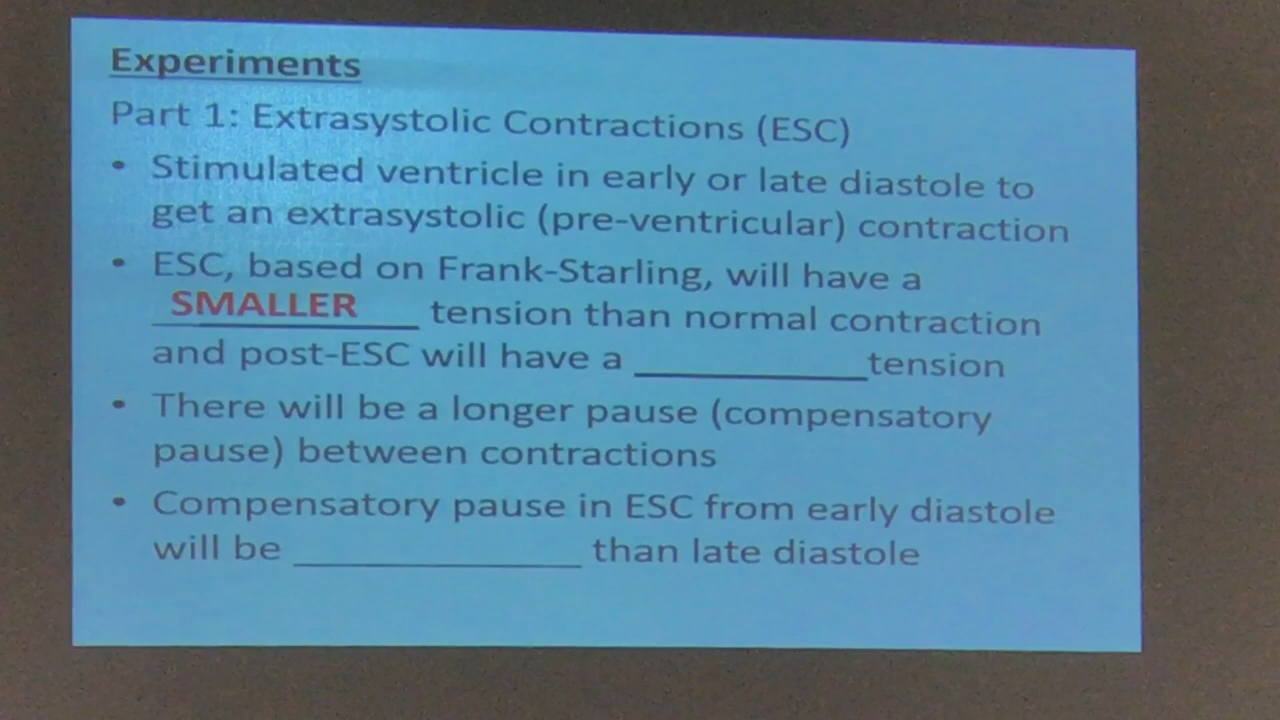 Experiments
Part 1: Extrasystolic Contractions (ESC)
• Stimulated ventricle in early or late diastole to
get an extrasystolic (pre-ventricular) contraction
• ESC, based on Frank-Starling, will have a
SMALLER tension than normal contraction
and post-ESC will have a __________ tension
• There will be a longer pause (compensatory
pause) between contractions
• Compensatory pause in ESC from early diastole
will be ____________ than late diastole